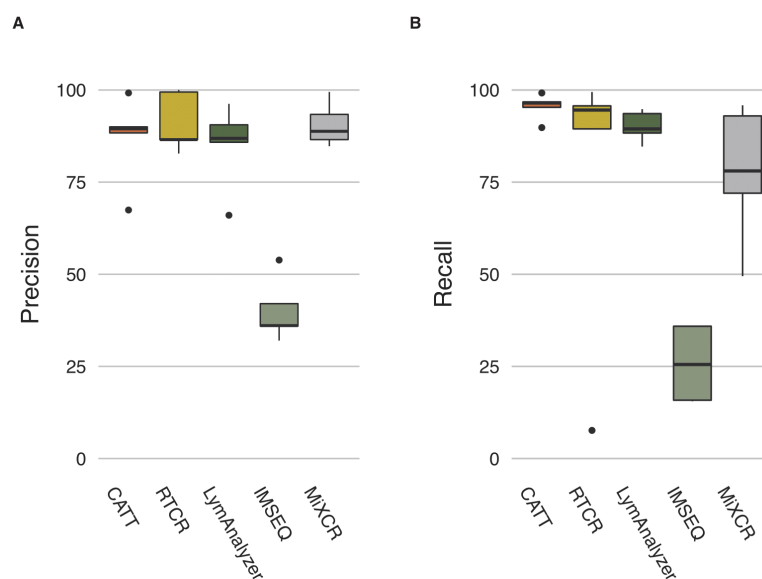 A
Precision
100
75
50
25
0
CATT
RTCR
LymAnalyzer
IMSEQ
MiXCR
B
Recall
100
75
50
25
0
CATT
RTCR
LymAnalyzer
IMSEQ
MiXCR